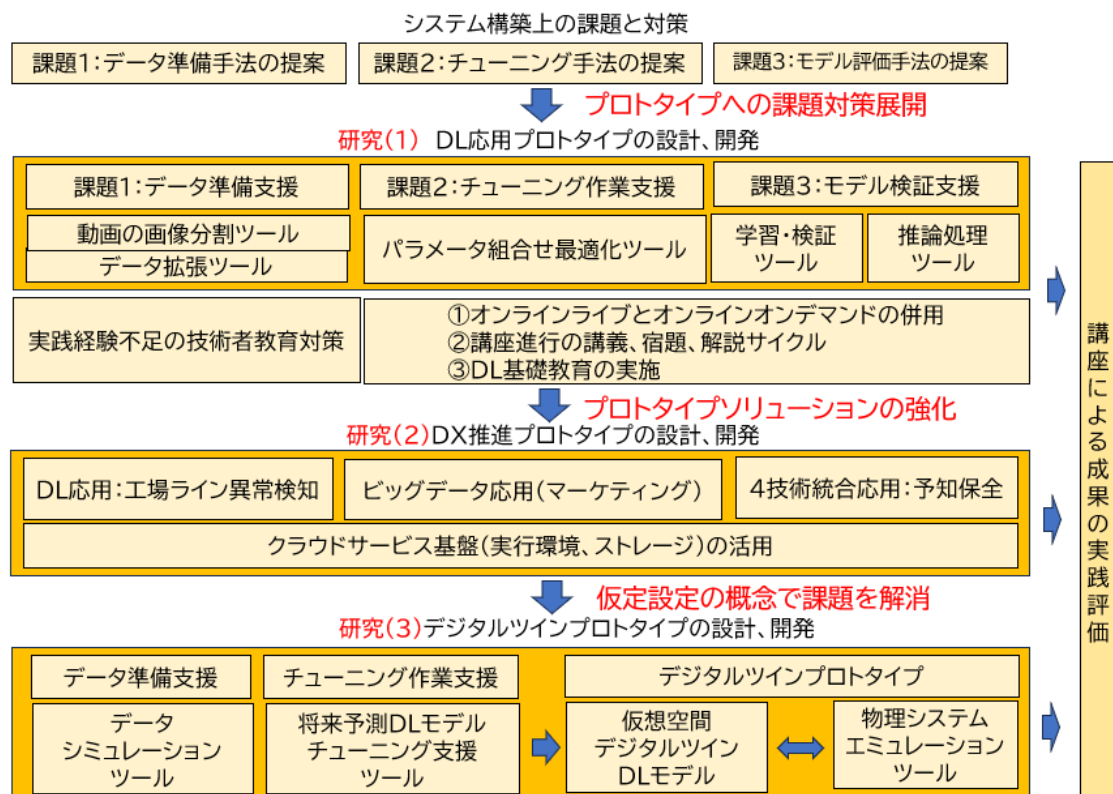 システム構築上の課題と対策
課題1:データ準備手法の提案
課題2:チューニング手法の提案
課題3:モデル評価手法の提案
プロトタイプへの課題対策展開
研究(1) DL応用プロトタイプの設計、開発
課題1:データ準備支援
課題2:チューニング作業支援
課題3:モデル検証支援
動画の画像分割ツール
データ拡張ツール
パラメータ組合せ最適化ツール
学習・検証
ツール
推論処理
ツール
実践経験不足の技術者教育対策
①オンラインライブとオンラインオンデマンドの併用
②講座進行の講義、宿題、解説サイクル
③DL基礎教育の実施
プロトタイプソリューションの強化
研究(2)DX推進プロトタイプの設計、開発
DL応用:工場ライン異常検知
ビッグデータ応用(マーケティング)
4技術統合応用:予知保全
クラウドサービス基盤(実行環境、ストレージ)の活用
仮定設定の概念で課題を解消
研究(3)デジタルツインプロトタイプの設計、開発
データ準備支援
チューニング作業支援
デジタルツインプロトタイプ
データ
シミュレーション
ツール
将来予測DLモデル
チューニング支援
ツール
仮想空間
デジタルツイン
DLモデル
物理システム
エミュレーション
ツール
講座による成果の実践評価